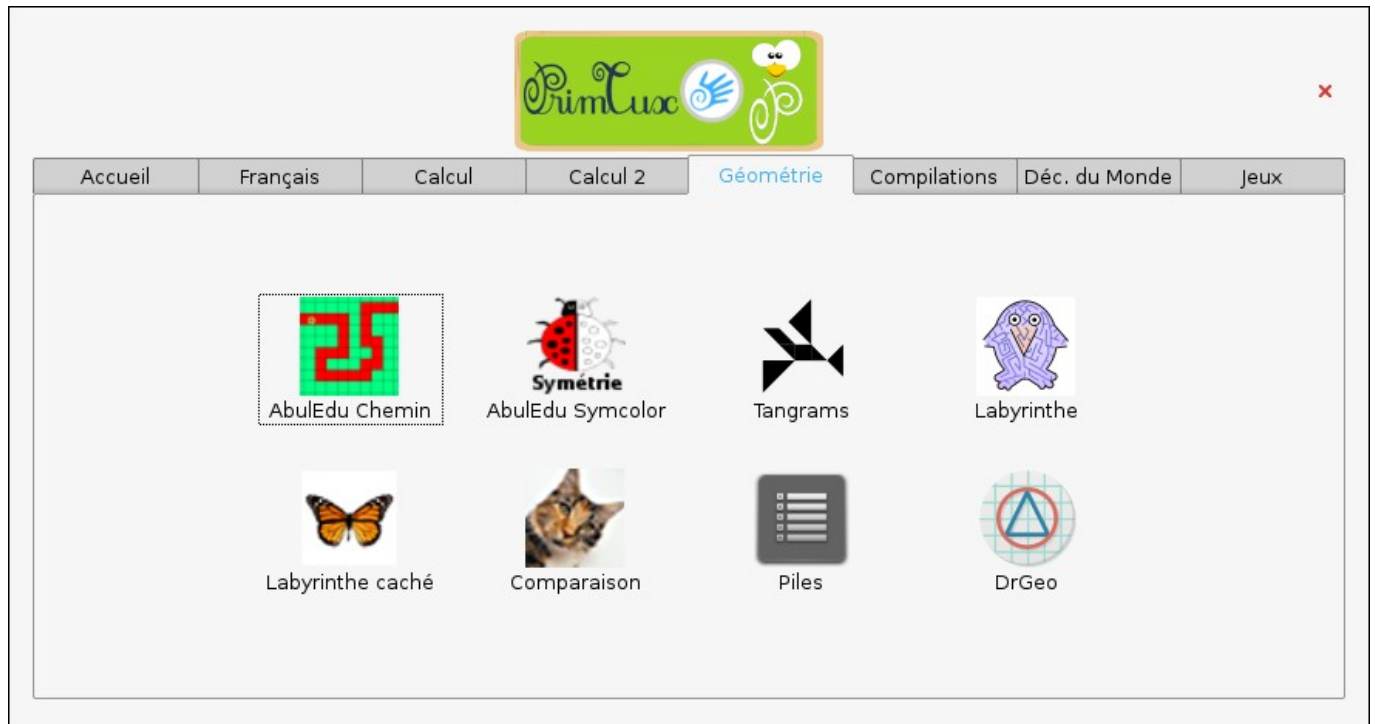 PrimTux
Accueil Français Calcul Calcul 2 Géométrie Compilations Déc. du Monde Jeux
Symétrie
AbulEdu Chemin AbulEdu Symcolor Tangrams Labyrinthe
Labyrinthe caché Comparaison Piles DrGeo